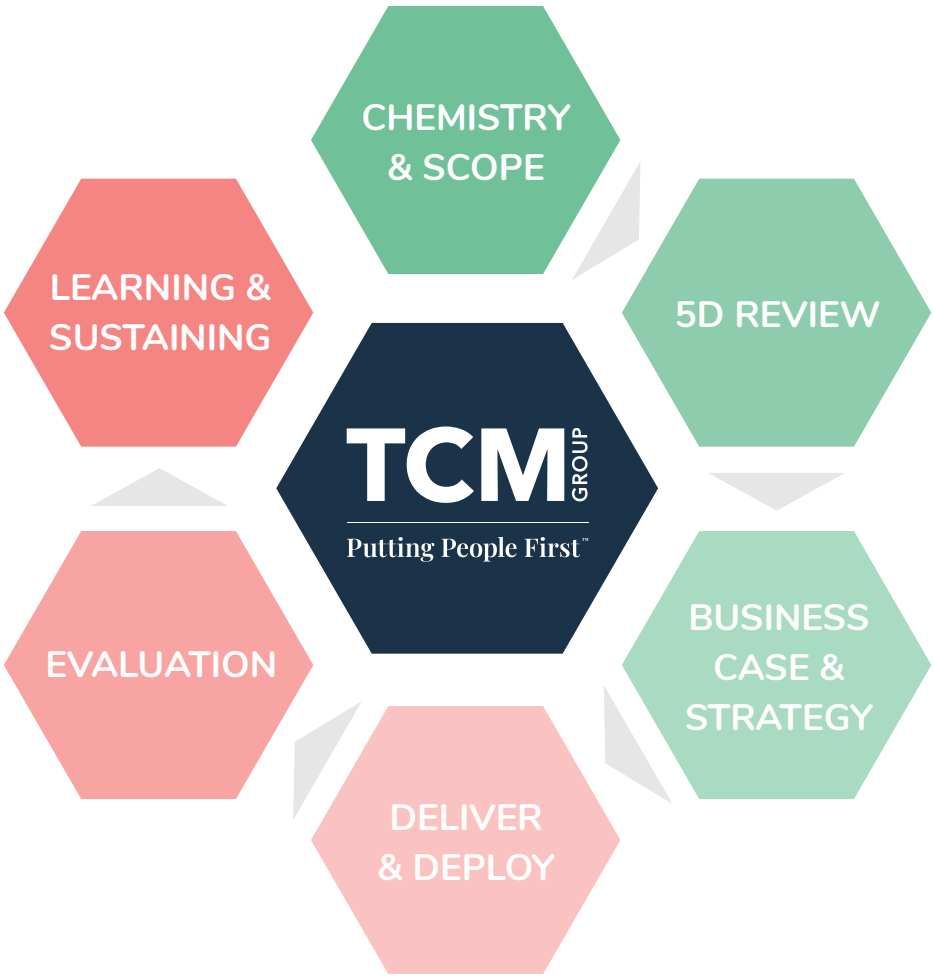 CHEMISTRY
& SCOPE
5D REVIEW
BUSINESS
CASE &
STRATEGY
DELIVER
& DEPLOY
EVALUATION
LEARNING &
SUSTAINING
TCM GROUP
Putting People First™